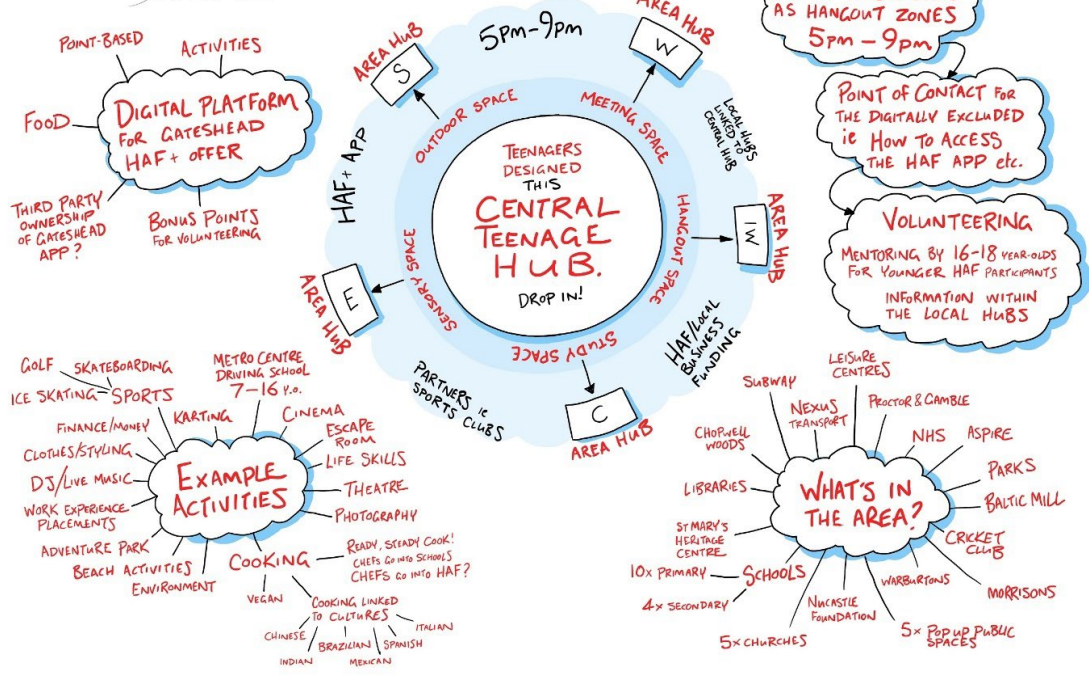 POINT-BASED
ACTIVITIES
FOOD
DIGITAL PLATFORM
FOR GATESHEAD
HAF+ OFFER
THIRD PARTY
OWNERSHIP
OF GATESHEAD
APP?
BONUS POINTS
FOR VOLUNTEERING
5PM-9PM
AREA HUB
S
OUTDOOR SPACE
AREA HUB
W
MEETING SPACE
LOCAL HUBS
LINKED TO
CENTRAL HUB
AREA HUB
IW
HANGOUT SPACE
HAF/LOCAL
BUSINESS
FUNDING
STUDY SPACE
C
AREA HUB
PARTNERS ie
SPORTS CLUBS
SENSORY SPACE
E
AREA HUB
HAF+ APP
TEENAGERS
DESIGNED
THIS
CENTRAL
TEENAGE
HUB.
DROP IN!
AS HANGOUT ZONES
5PM – 9PM
POINT OF CONTACT FOR
THE DIGITALLY EXCLUDED
ie HOW TO ACCESS
THE HAF APP etc.
VOLUNTEERING
MENTORING BY 16-18 YEAR-OLDS
FOR YOUNGER HAF PARTICIPANTS
INFORMATION WITHIN
THE LOCAL HUBS
EXAMPLE
ACTIVITIES
GOLF
SKATEBOARDING
ICE SKATING
SPORTS
METRO CENTRE
DRIVING SCHOOL
7-16 Y.O.
KARTING
CINEMA
FINANCE/MONEY
ESCAPE
ROOM
CLOTHES/STYLING
LIFE SKILLS
DJ/LIVE MUSIC
THEATRE
WORK EXPERIENCE
PLACEMENTS
PHOTOGRAPHY
ADVENTURE PARK
BEACH ACTIVITIES
ENVIRONMENT
COOKING
READY, STEADY COOK!
CHEFS GO INTO SCHOOLS
CHEFS GO INTO HAF?
VEGAN
COOKING LINKED
TO CULTURES
CHINESE
INDIAN
BRAZILIAN
MEXICAN
SPANISH
ITALIAN
WHAT'S IN
THE AREA?
SUBWAY
LEISURE
CENTRES
NEXUS
TRANSPORT
PROCTOR & GAMBLE
CHOPWELL
WOODS
NHS
ASPIRE
LIBRARIES
PARKS
BALTIC MILL
ST MARY'S
HERITAGE
CENTRE
CRICKET
CLUB
10x PRIMARY
SCHOOLS
4x SECONDARY
WARBURTONS
MORRISONS
NUCASTLE
FOUNDATION
5x CHURCHES
5x POP UP PUBLIC
SPACES